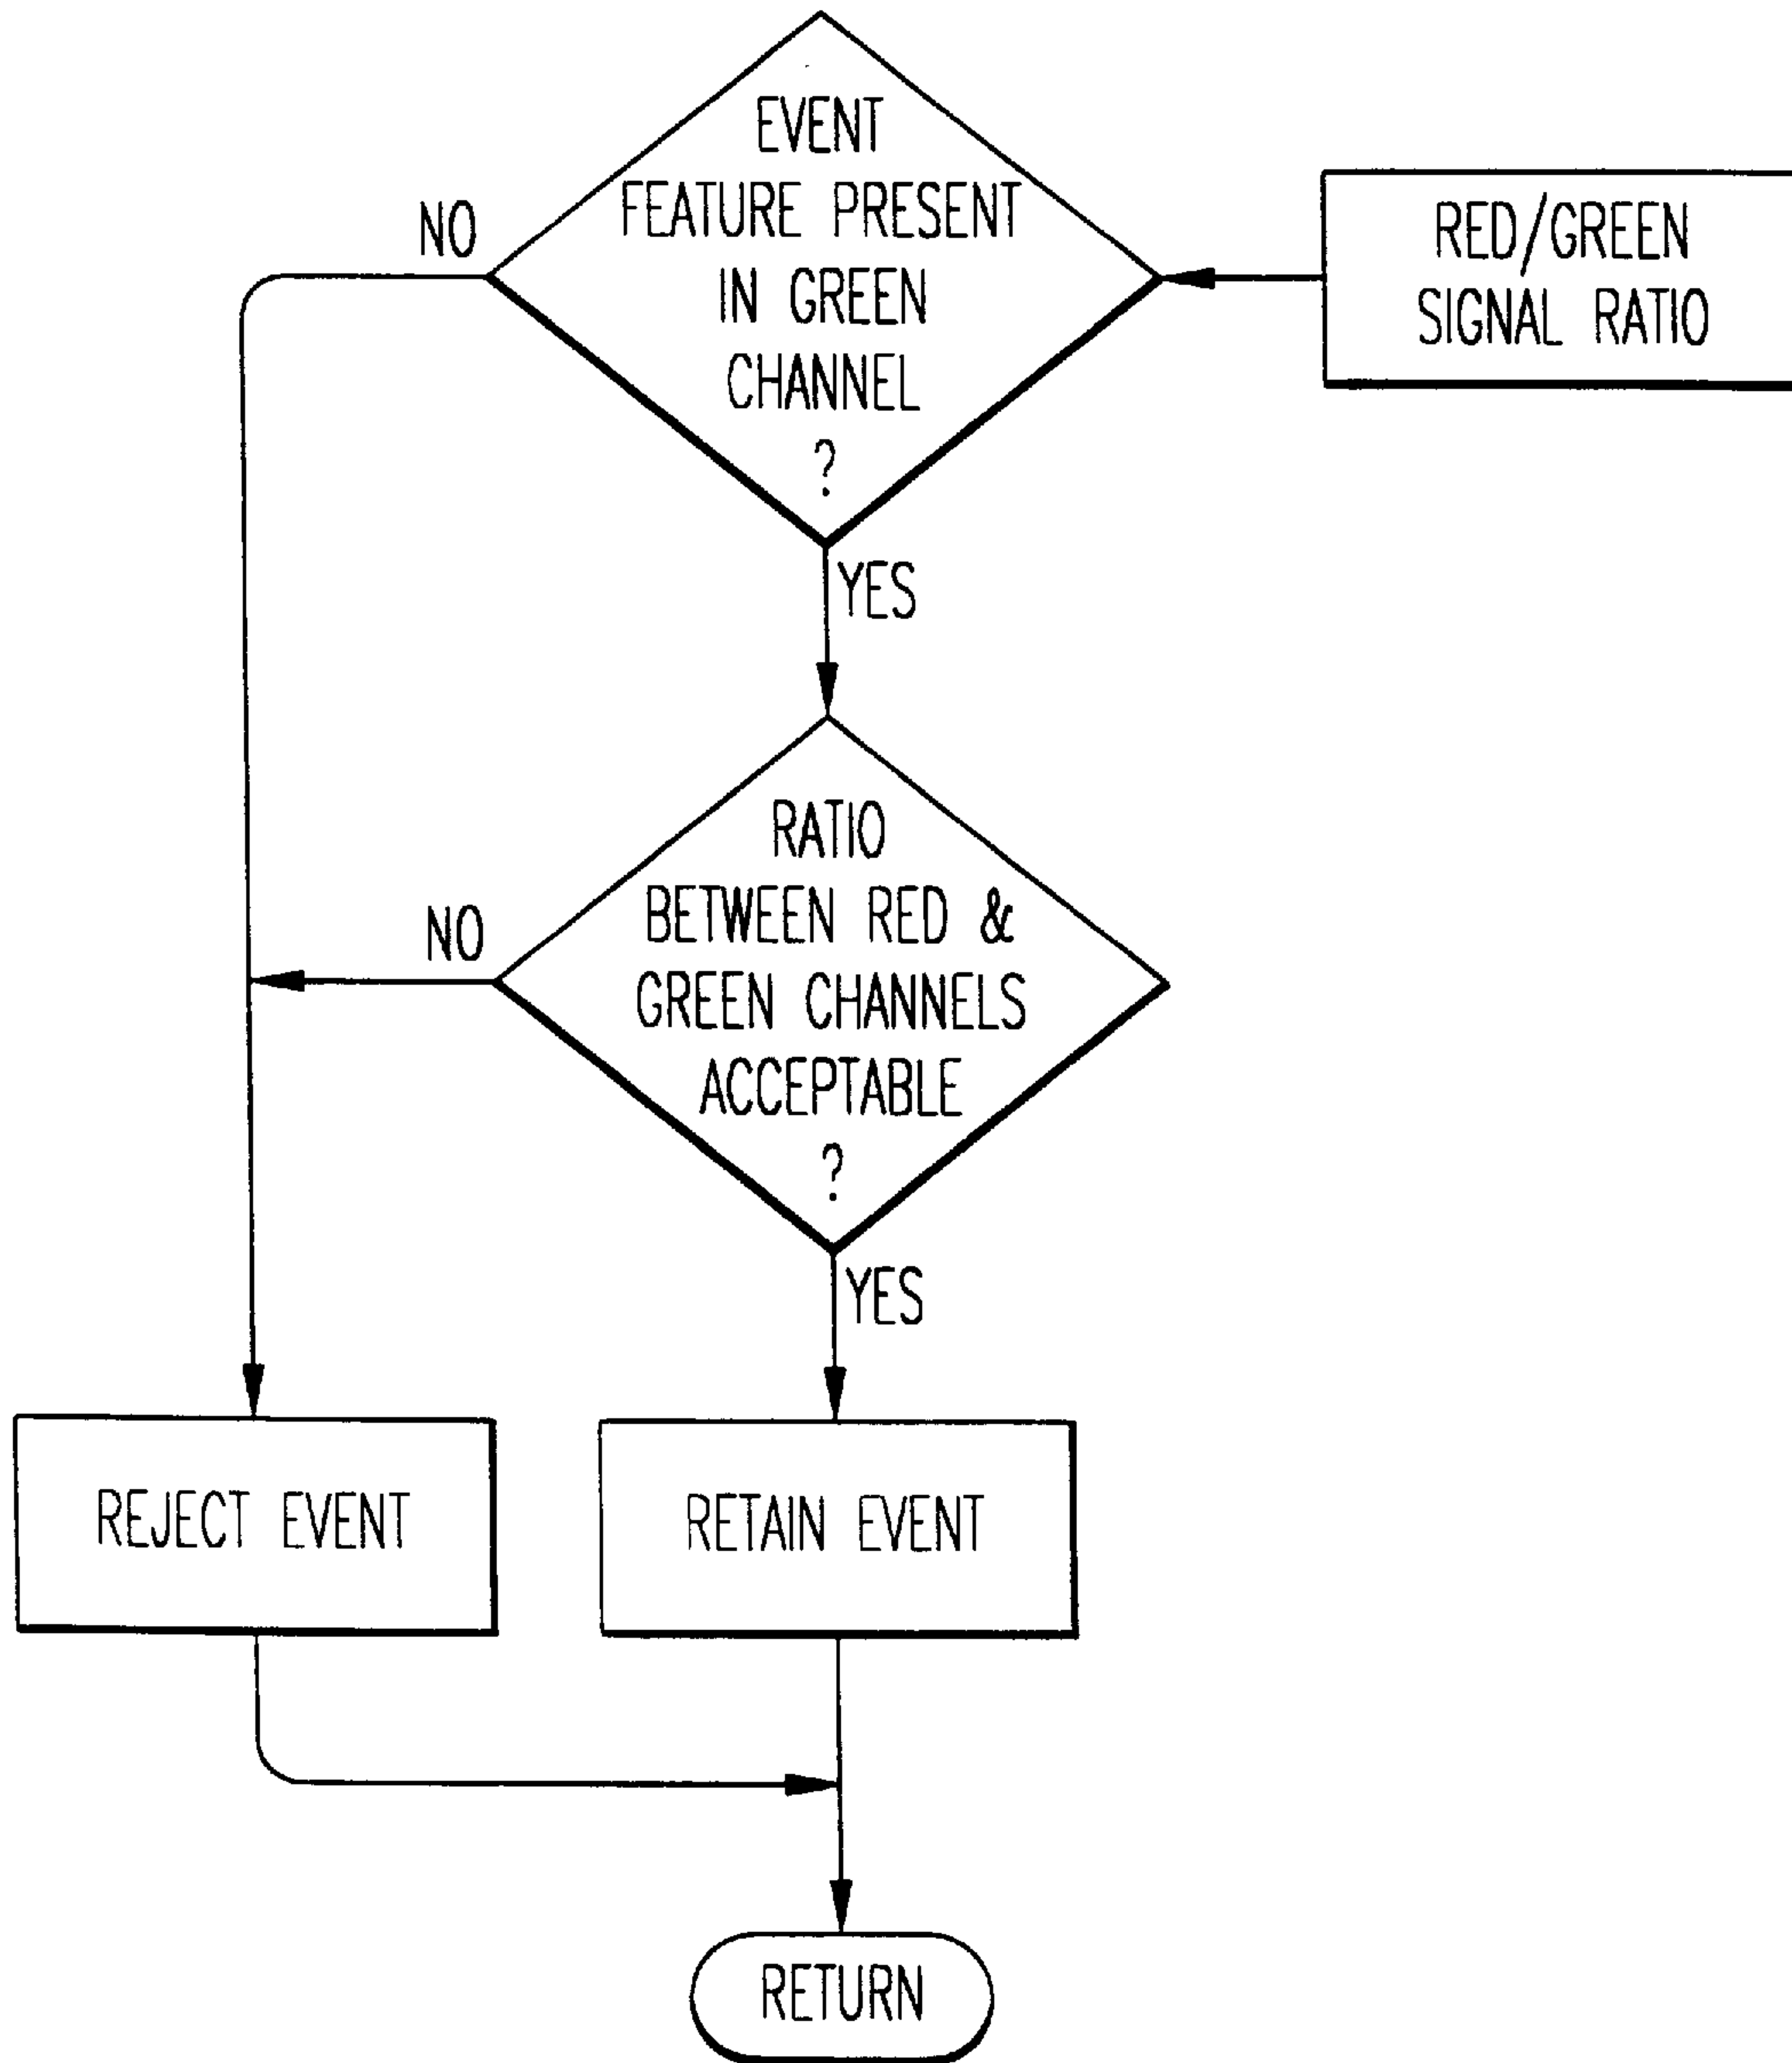 EVENT
FEATURE PRESENT
IN GREEN
CHANNEL
?
NO
RED/GREEN
SIGNAL RATIO
YES
RATIO
BETWEEN RED &
GREEN CHANNELS
ACCEPTABLE
?
NO
YES
REJECT EVENT
RETAIN EVENT
RETURN